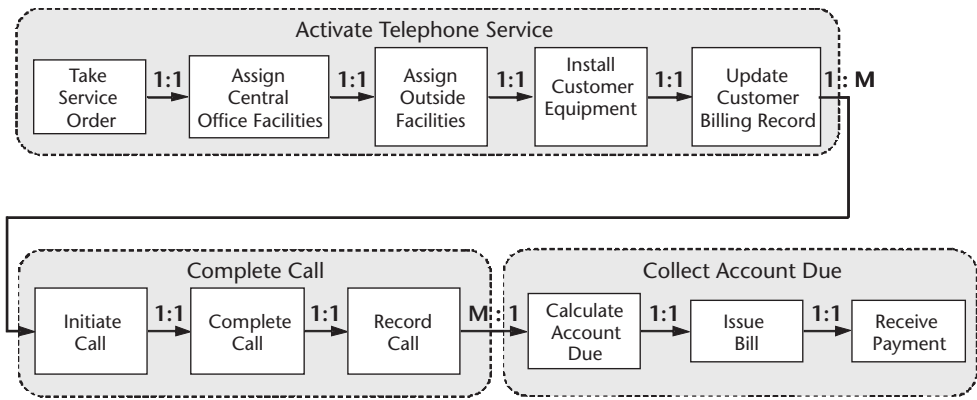 Activate Telephone Service
Take
Service
Order
1:1
Assign
Central
Office Facilities
1:1
Assign
Outside
Facilities
1:1
Install
Customer
Equipment
1:1
Update
Customer
Billing Record
1: M
Complete Call
Initiate
Call
1:1
Complete
Call
1:1
Record
Call
M : 1
Collect Account Due
Calculate
Account
Due
1:1
Issue
Bill
1:1
Receive
Payment